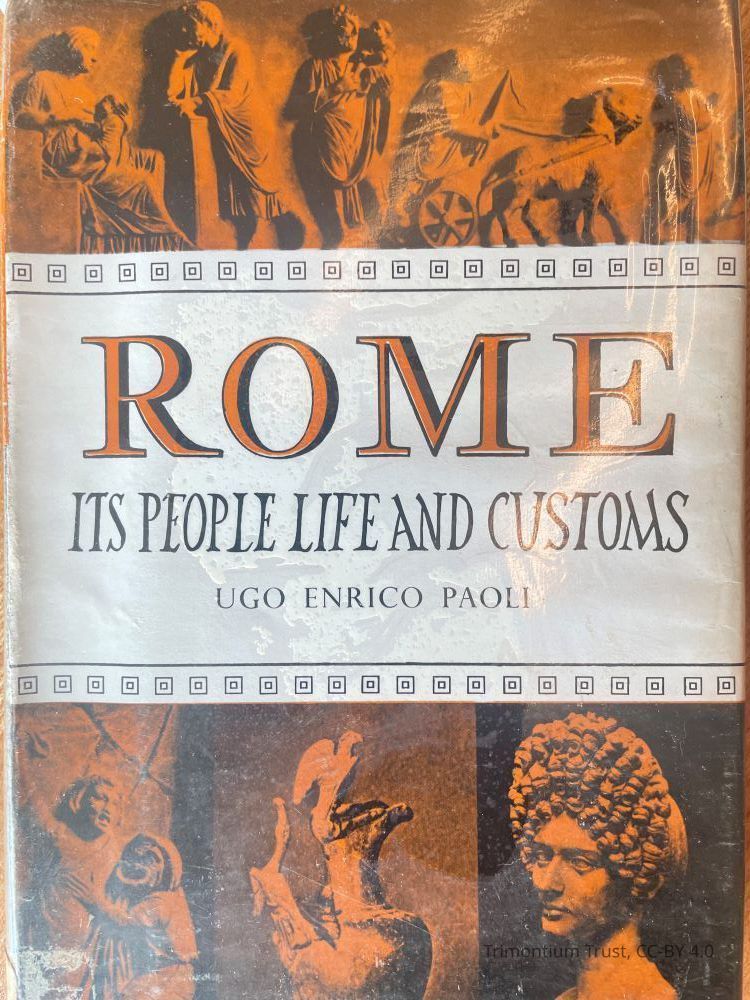 ROME
ITS PEOPLE LIFE AND CUSTOMS
UGO ENRICO PAOLI
Trimontium Trust, CC-BY 4.0